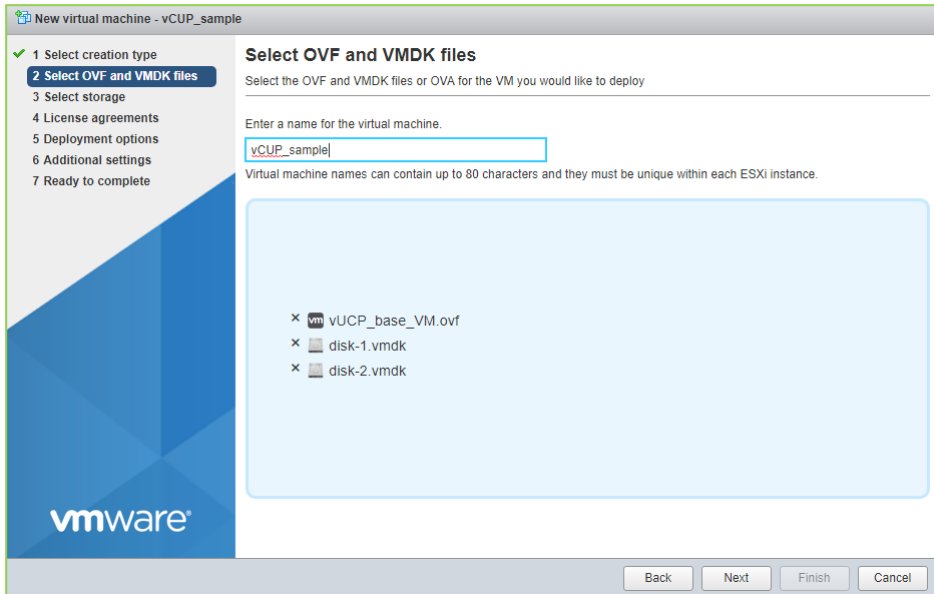 New virtual machine - vCUP_sample
1 Select creation type
2 Select OVF and VMDK files
3 Select storage
4 License agreements
5 Deployment options
6 Additional settings
7 Ready to complete
vmware®
Select OVF and VMDK files
Select the OVF and VMDK files or OVA for the VM you would like to deploy
Enter a name for the virtual machine.
vCUP_sample
Virtual machine names can contain up to 80 characters and they must be unique within each ESXi instance.
× vm vUCP_base_VM.ovf
× disk-1.vmdk
× disk-2.vmdk
Back Next Finish Cancel